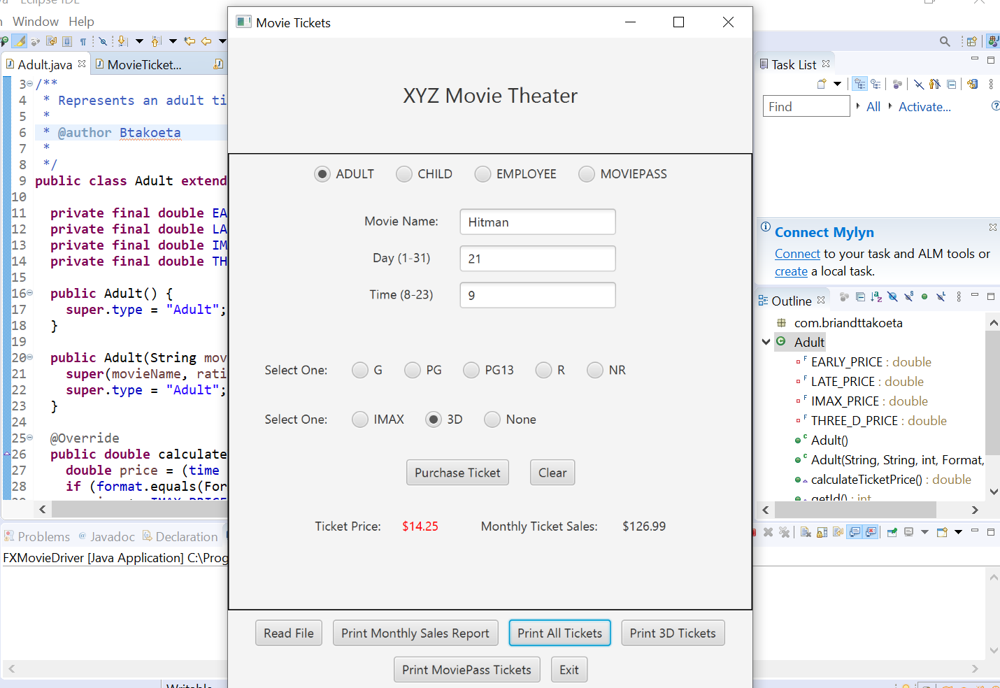 Eclipse IDE
Window Help
Movie Tickets
Adult.java
MovieTicket...
3 /**
4 * Represents an adult ti
5 *
6 * @author Btakoeta
7 *
8 */
9 public class Adult extend
10
11 private final double EA
12 private final double LA
13 private final double IM
14 private final double TH
15
16 public Adult() {
17 super.type = "Adult";
18 }
19
20 public Adult(String mov
21 super(movieName, rati
22 super.type = "Adult";
23 }
24
25 @Override
26 public double calculate
27 double price = (time
28 if (format.equals(For
Problems @ Javadoc Declaration
FXMovieDriver [Java Application] C:\Prog
Writable
XYZ Movie Theater
ADULT CHILD EMPLOYEE MOVIEPASS
Movie Name: Hitman
Day (1-31) 21
Time (8-23) 9
Select One: G PG PG13 R NR
Select One: IMAX 3D None
Purchase Ticket Clear
Ticket Price: $14.25 Monthly Ticket Sales: $126.99
Read File Print Monthly Sales Report Print All Tickets Print 3D Tickets
Print MoviePass Tickets Exit
Task List
Find All Activate...
Connect Mylyn
Connect to your task and ALM tools or
create a local task.
Outline
com.briandttakoeta
Adult
EARLY_PRICE : double
LATE_PRICE : double
IMAX_PRICE : double
THREE_D_PRICE : double
Adult()
Adult(String, String, int, Format,
calculateTicketPrice() : double
getId() : int